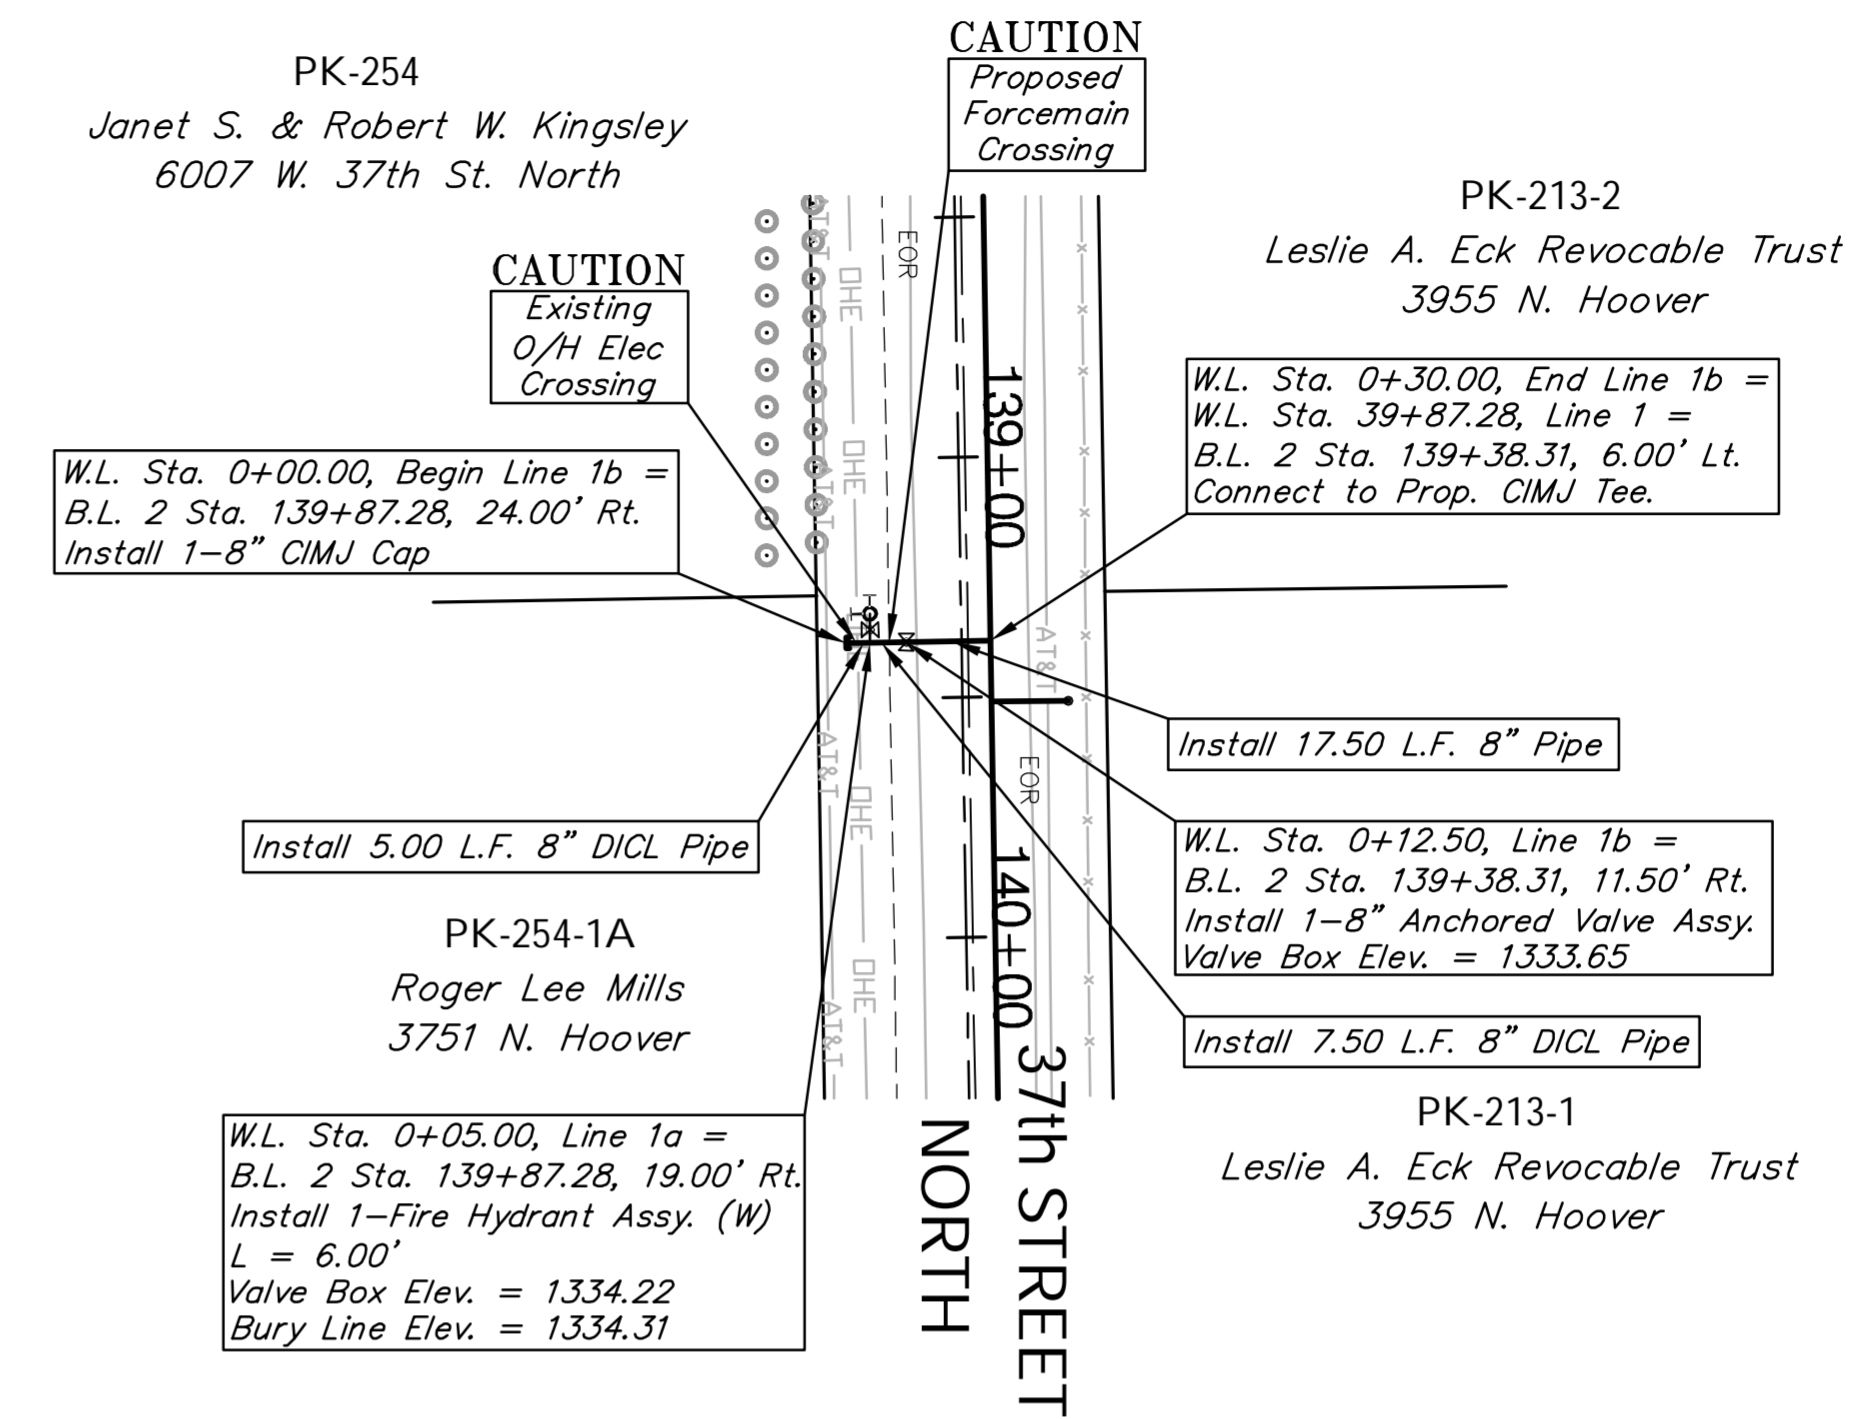 CAUTION
Proposed
Forcemain
Crossing
PK-254
Janet S. & Robert W. Kingsley
6007 W. 37th St. North
PK-213-2
Leslie A. Eck Revocable Trust
3955 N. Hoover
CAUTION
Existing
O/H Elec
Crossing
W.L. Sta. 0+30.00, End Line 1b =
W.L. Sta. 39+87.28, Line 1 =
B.L. 2 Sta. 139+38.31, 6.00' Lt.
Connect to Prop. CIMJ Tee.
W.L. Sta. 0+00.00, Begin Line 1b =
B.L. 2 Sta. 139+87.28, 24.00' Rt.
Install 1-8" CIMJ Cap
AT&T
OHE
EOR
139+00
OHE
AT&T
AT&T
Install 17.50 L.F. 8" Pipe
Install 5.00 L.F. 8" DICL Pipe
AT&T
OHE
EOR
W.L. Sta. 0+12.50, Line 1b =
B.L. 2 Sta. 139+38.31, 11.50' Rt.
Install 1-8" Anchored Valve Assy.
Valve Box Elev. = 1333.65
140+00
PK-254-1A
Roger Lee Mills
3751 N. Hoover
OHE
AT&T
Install 7.50 L.F. 8" DICL Pipe
37th STREET
NORTH
W.L. Sta. 0+05.00, Line 1a =
B.L. 2 Sta. 139+87.28, 19.00' Rt.
Install 1-Fire Hydrant Assy. (W)
L = 6.00'
Valve Box Elev. = 1334.22
Bury Line Elev. = 1334.31
PK-213-1
Leslie A. Eck Revocable Trust
3955 N. Hoover